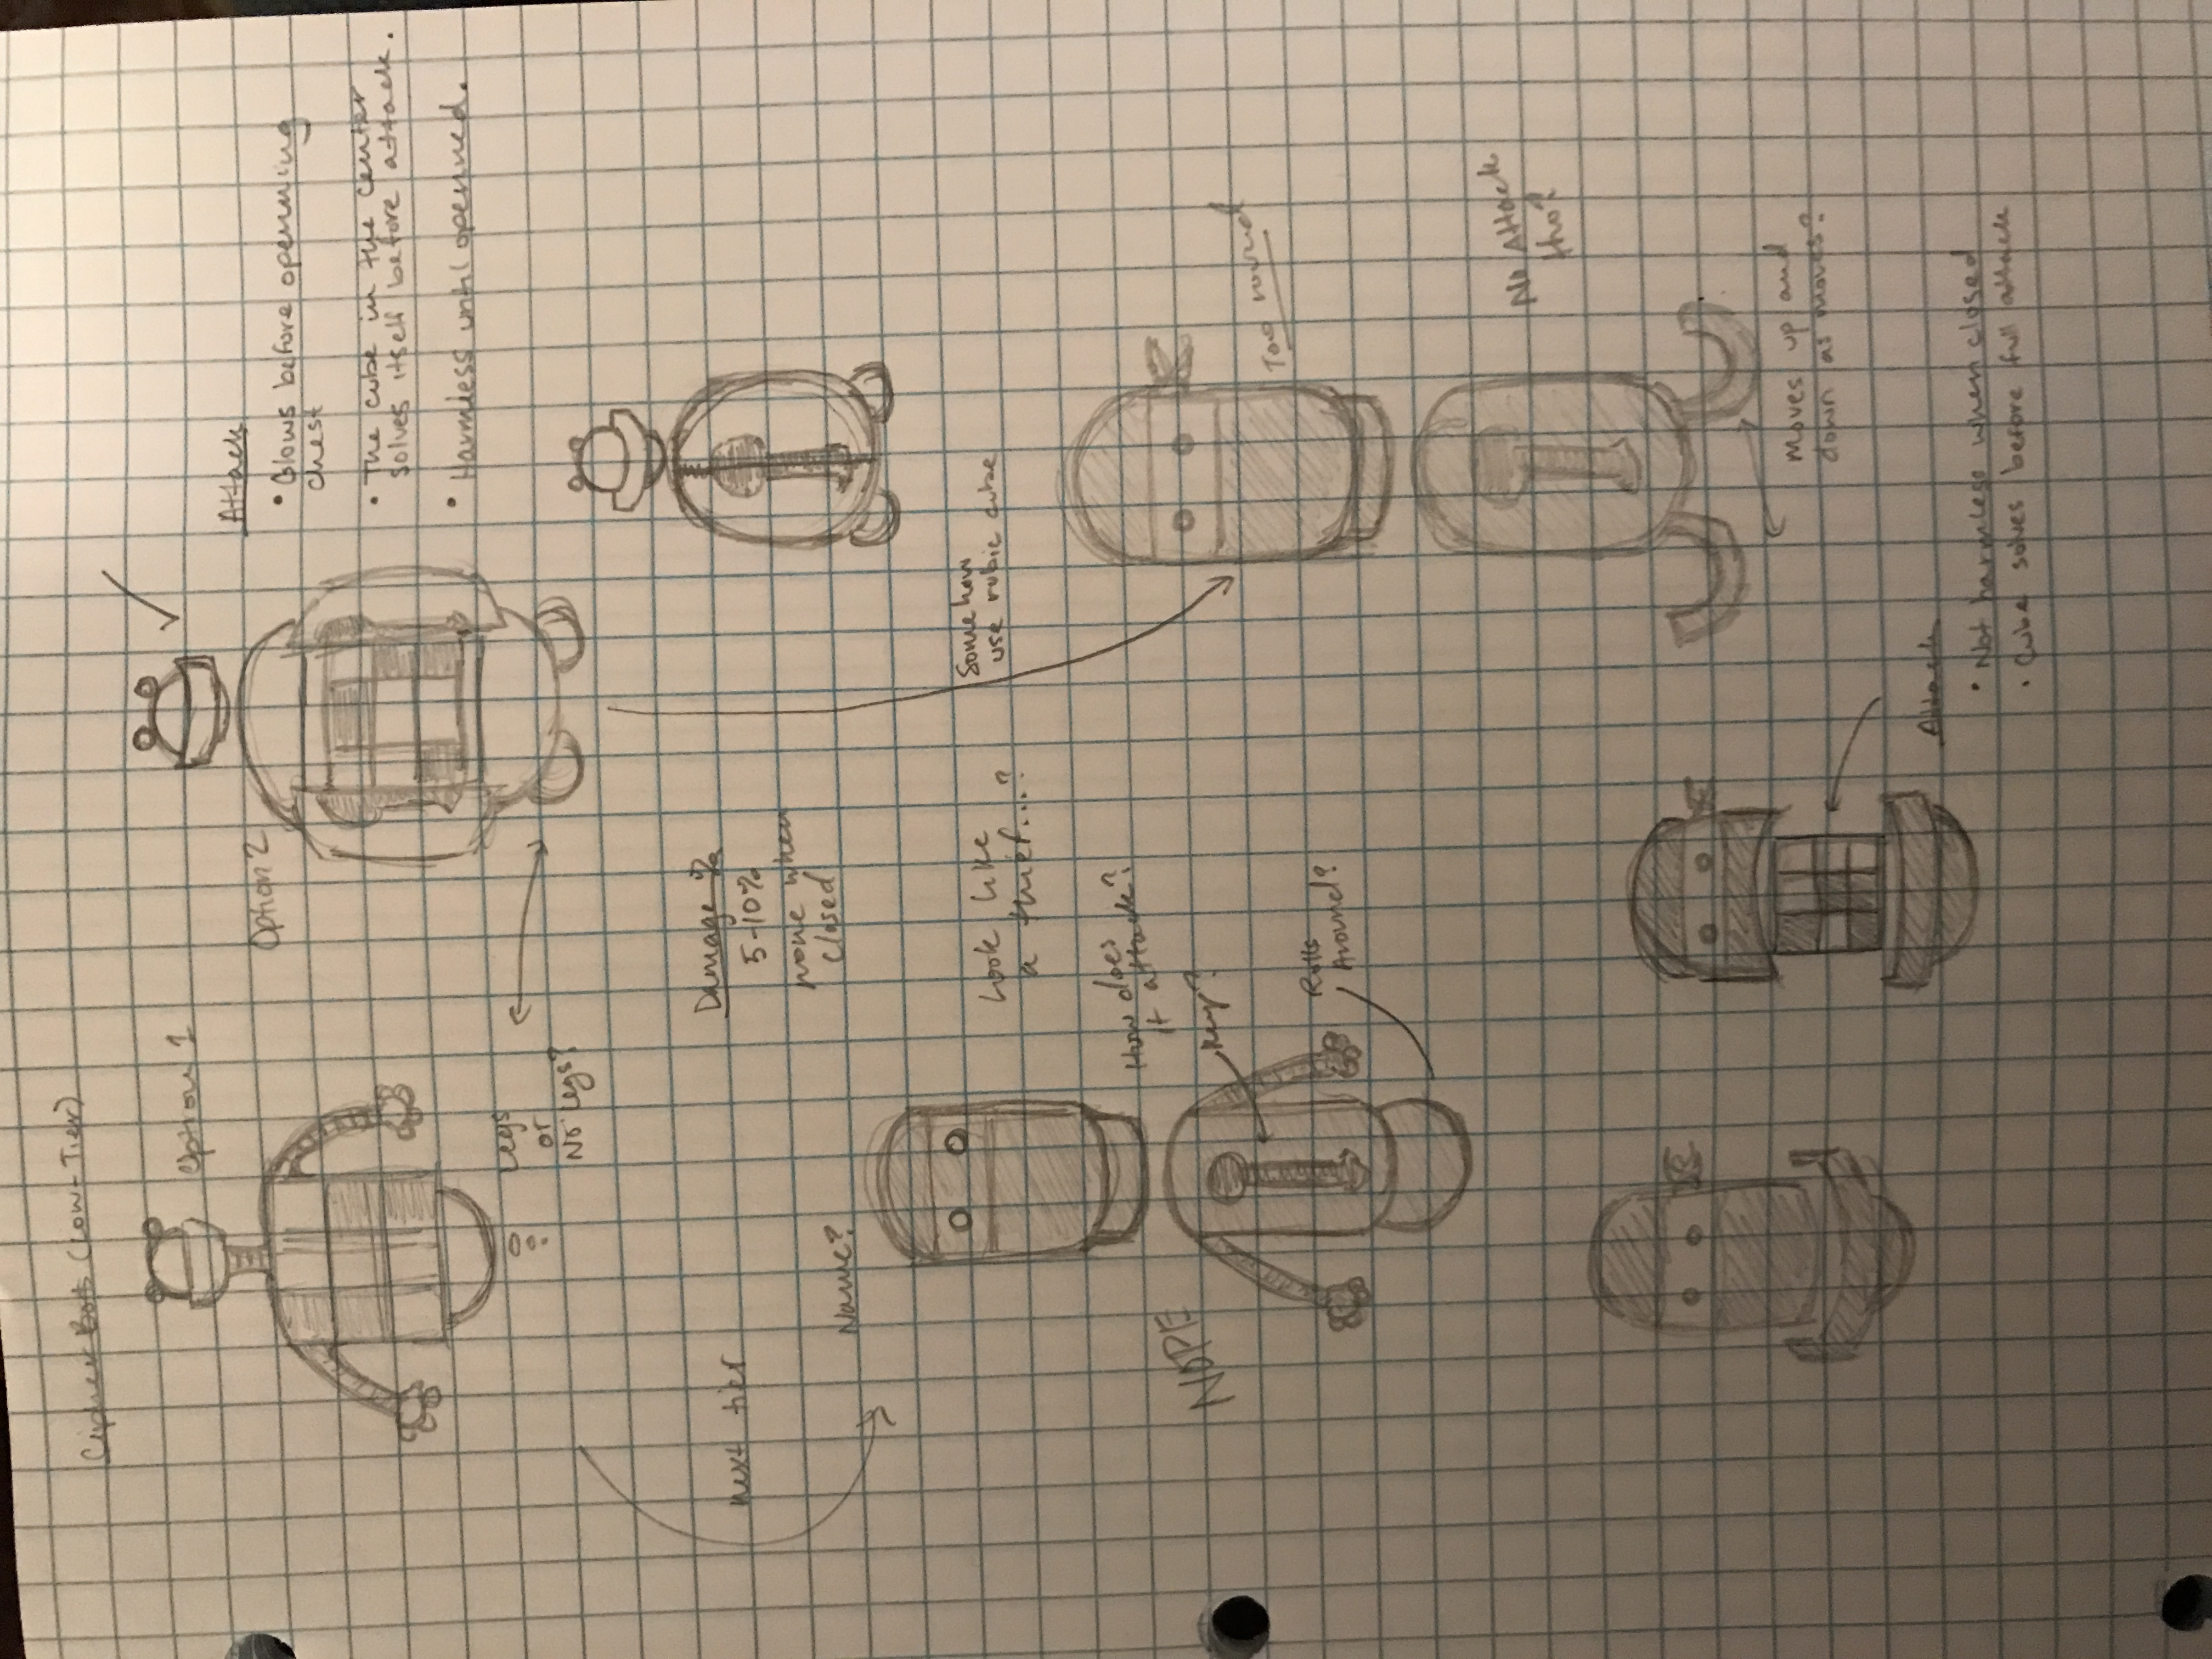 Cipher Bots (Low-Tier)
Option 1
Option 2
Attack
• Glows before openning
chest
• The cube in the center
solves itself before attack.
• Harmless until openned.
Legs
or
No legs?
next tier
Damage %
5-10%
none when
closed
Name?
Look like
a thief...?
Somehow
use rubic cube
How does
it attack?
NOPE
Key?
Too round
Rolls
Around?
No Attack
tho?
Moves up and
down as moves?
Attack
• Not harmless when closed
• Cube solves before full attack